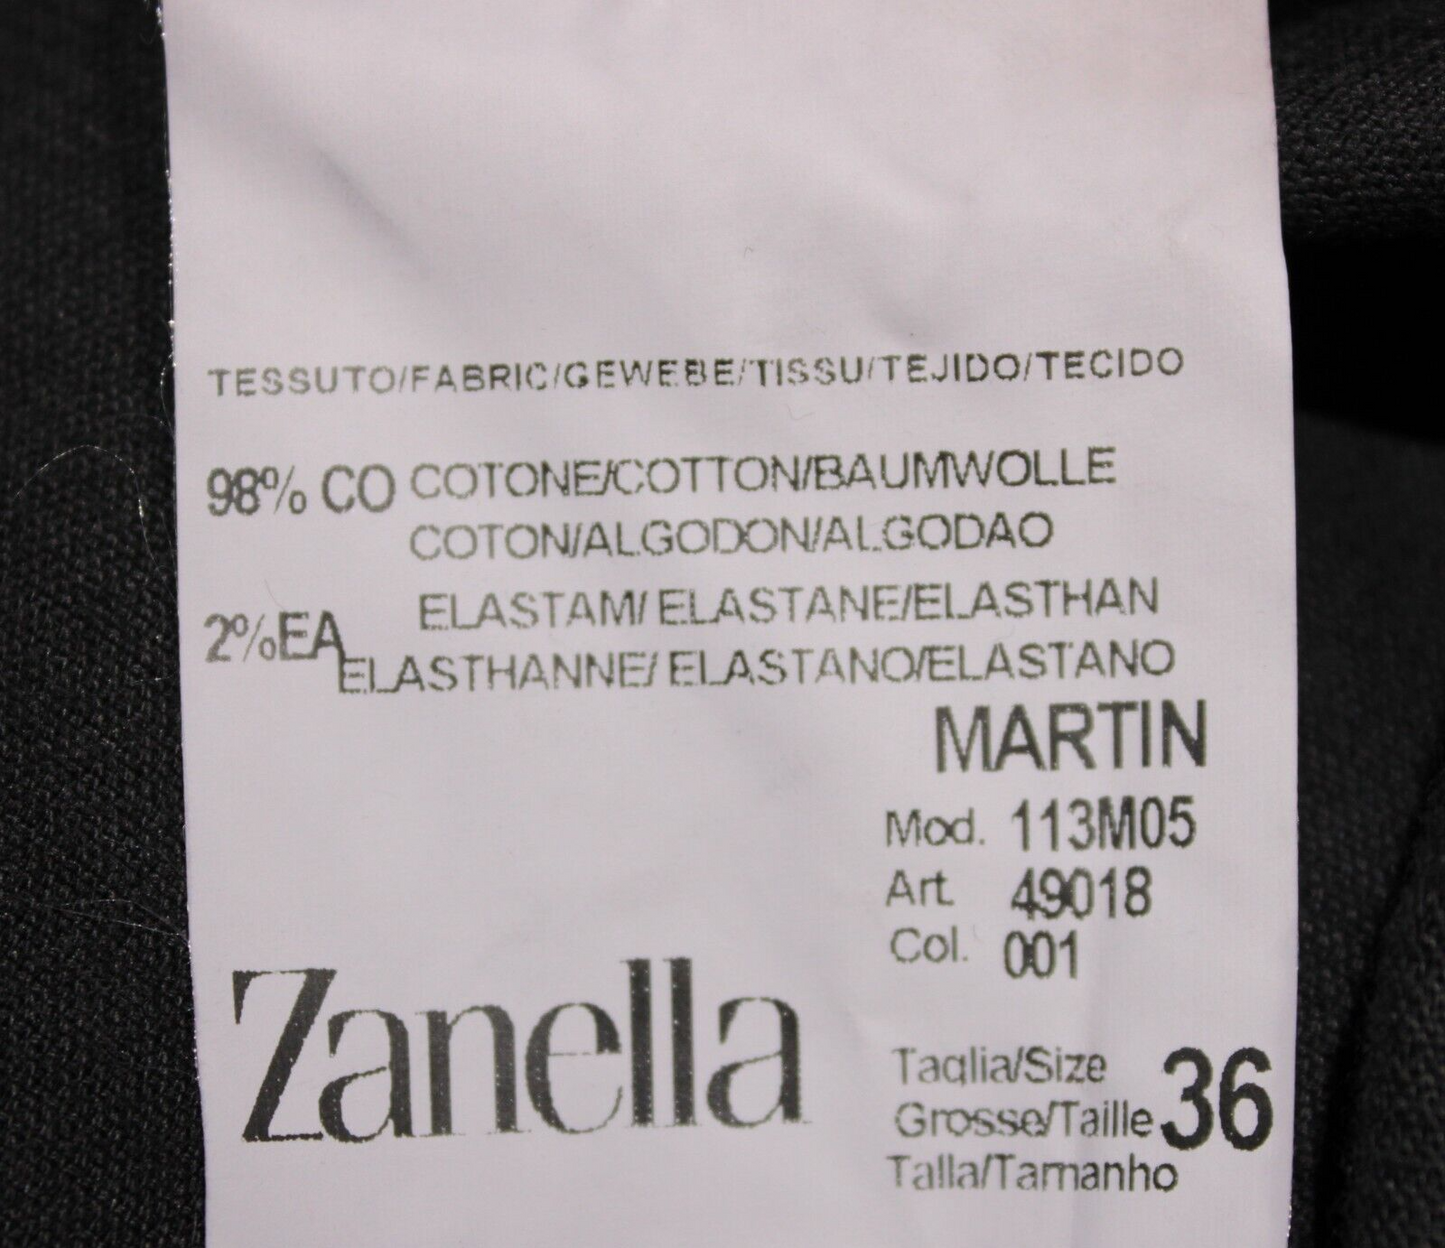 TESSUTO/FABRIC/GEWEBE/TISSU/TEJIDO/TECIDO
98% CO COTONE/COTTON/BAUMWOLLE
COTON/ALGODON/ALGODAO
2%EA ELASTAM/ ELASTANE/ELASTHAN
ELASTHANNE/ ELASTANO/ELASTANO
MARTIN
Mod. 113M05
Art. 49018
Col. 001
Zanella
Taglia/Size
Grosse/Taille 36
Talla/Tamanho